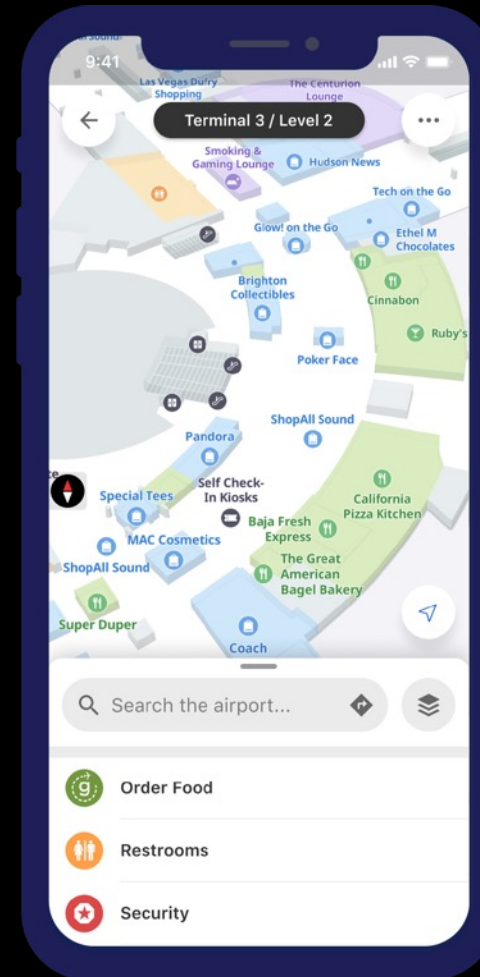 9:41
Las Vegas Dufry
Shopping
The Centurion
Lounge
Terminal 3 / Level 2
Smoking &
Gaming Lounge
Hudson News
Tech on the Go
Glow! on the Go
Ethel M
Chocolates
Brighton
Collectibles
Cinnabon
Ruby's
Poker Face
ShopAll Sound
Pandora
Self Check-
In Kiosks
California
Pizza Kitchen
Special Tees
Baja Fresh
Express
MAC Cosmetics
ShopAll Sound
The Great
American
Bagel Bakery
Super Duper
Coach
Search the airport...
g
Order Food
Restrooms
Security